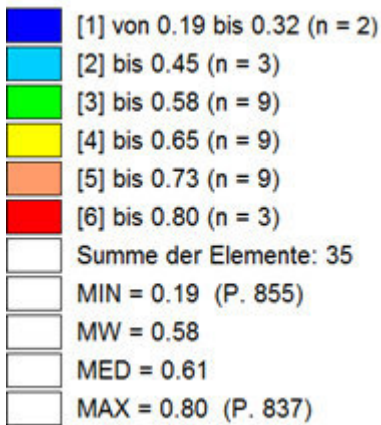 [1] von 0.19 bis 0.32 (n = 2)
[2] bis 0.45 (n = 3)
[3] bis 0.58 (n = 9)
[4] bis 0.65 (n = 9)
[5] bis 0.73 (n = 9)
[6] bis 0.80 (n = 3)
Summe der Elemente: 35
MIN = 0.19 (P. 855)
MW = 0.58
MED = 0.61
MAX = 0.80 (P. 837)